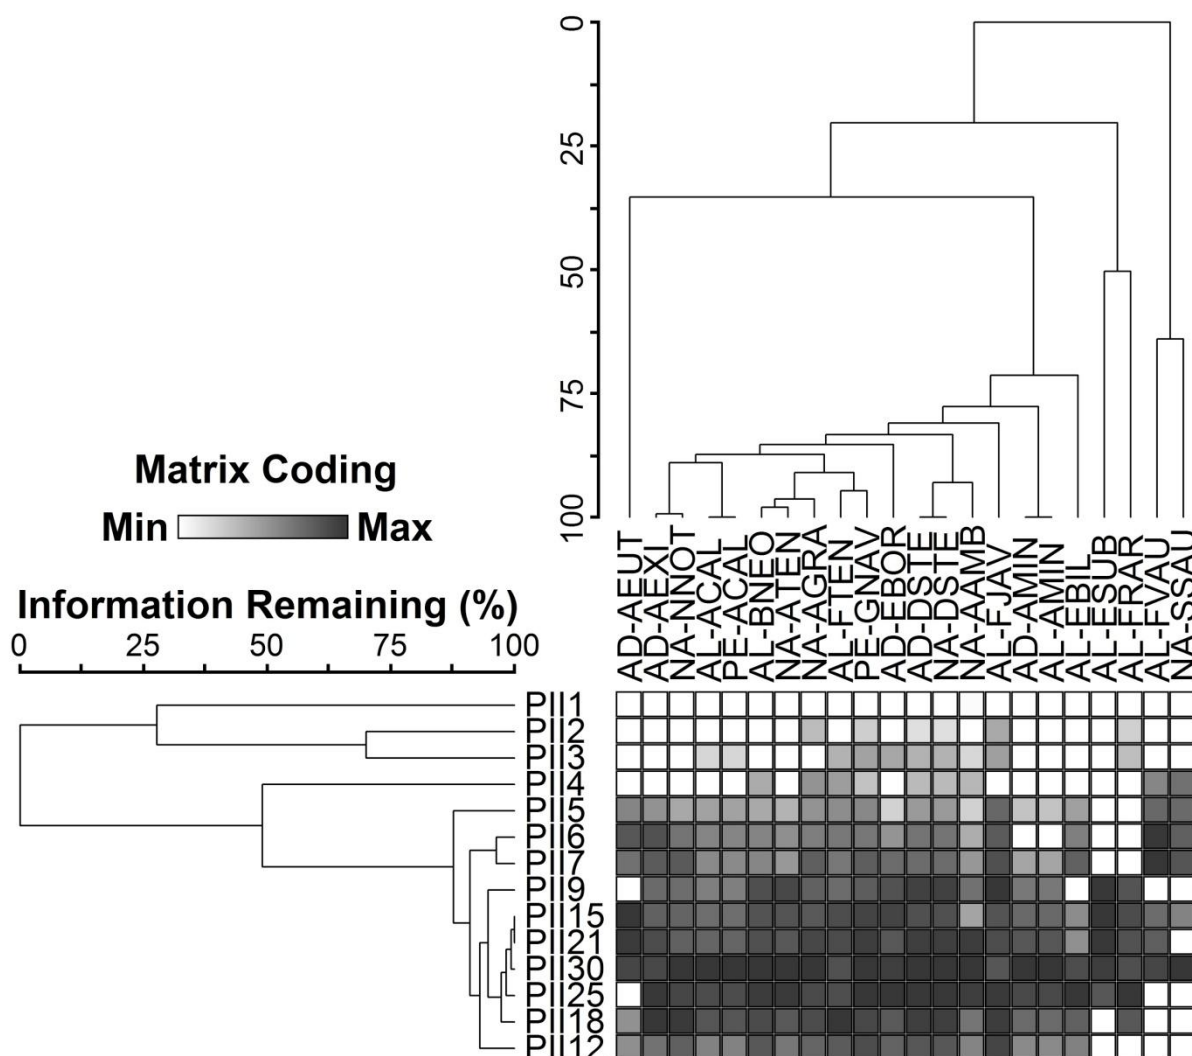 0
25
50
75
100
Matrix Coding
Min Max
Information Remaining (%)
0 25 50 75 100
AD-AEUT
AD-AEXI
NA-NNOT
AL-ACAL
PE-ACAL
AL-BNEO
NA-ATEN
NA-AGRA
AL-FTEN
PE-GNAV
AD-EBOR
AD-DSTE
NA-DSTE
NA-AAMB
AL-FJAV
AD-AMIN
AL-AMIN
AL-EBIL
AL-ESUB
AL-FRAR
AL-FVAU
NA-SSAU
PII1
PII2
PII3
PII4
PII5
PII6
PII7
PII9
PII15
PII21
PII30
PII25
PII18
PII12